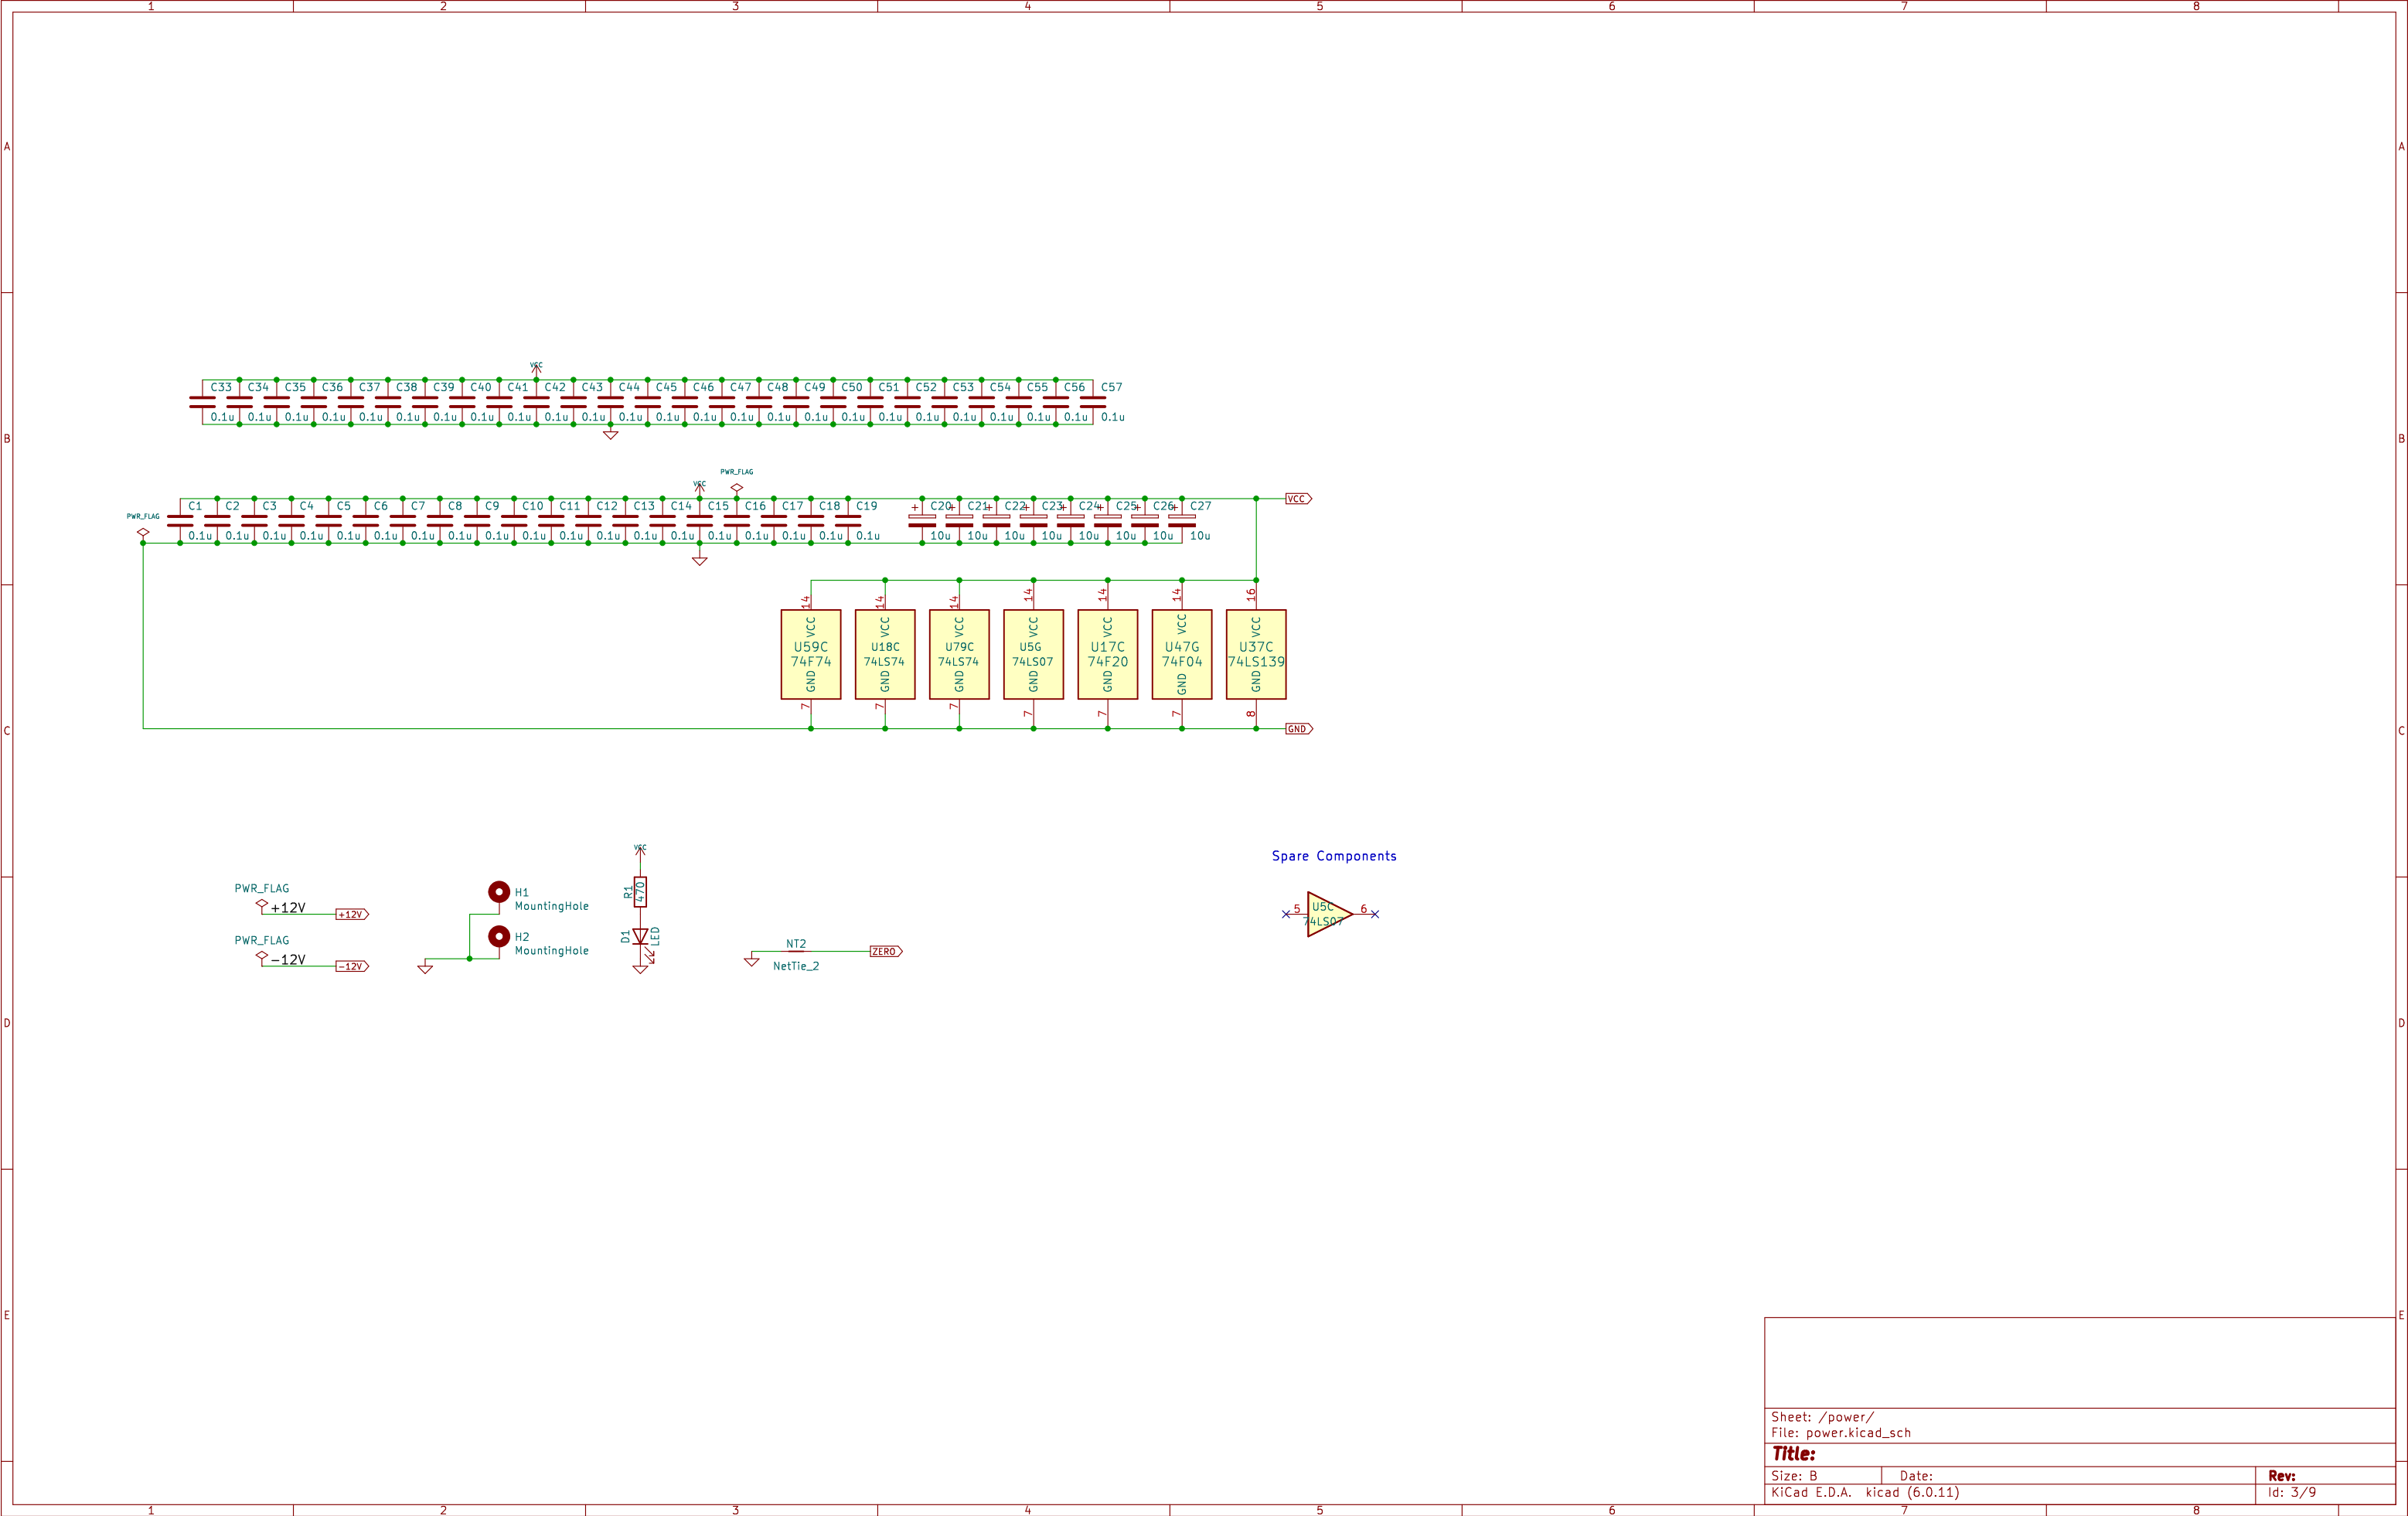 1 2 3 4 5 6 7 8
A A
VCC
C33 C34 C35 C36 C37 C38 C39 C40 C41 C42 C43 C44 C45 C46 C47 C48 C49 C50 C51 C52 C53 C54 C55 C56 C57
0.1u 0.1u 0.1u 0.1u 0.1u 0.1u 0.1u 0.1u 0.1u 0.1u 0.1u 0.1u 0.1u 0.1u 0.1u 0.1u 0.1u 0.1u 0.1u 0.1u 0.1u 0.1u 0.1u 0.1u 0.1u
B B
PWR_FLAG
VCC
VCC
C1 C2 C3 C4 C5 C6 C7 C8 C9 C10 C11 C12 C13 C14 C15 C16 C17 C18 C19 C20 C21 C22 C23 C24 C25 C26 C27
+ + + + + + + +
PWR_FLAG
0.1u 0.1u 0.1u 0.1u 0.1u 0.1u 0.1u 0.1u 0.1u 0.1u 0.1u 0.1u 0.1u 0.1u 0.1u 0.1u 0.1u 0.1u 0.1u 10u 10u 10u 10u 10u 10u 10u 10u
14 14 14 14 14 14 16
VCC VCC VCC VCC VCC VCC VCC
U59C U18C U79C U5G U17C U47G U37C
74F74 74LS74 74LS74 74LS07 74F20 74F04 74LS139
GND GND GND GND GND GND GND
7 7 7 7 7 7 8
GND
C C
VCC
Spare Components
PWR_FLAG
+12V
+12V
PWR_FLAG
-12V
-12V
H1
MountingHole
H2
MountingHole
R1
470
D1
LED
NT2
NetTie_2
ZERO
5 U5C 6
74LS07
D D
E E
Sheet: /power/
File: power.kicad_sch
Title:
Size: B Date: Rev:
KiCad E.D.A. kicad (6.0.11) Id: 3/9
1 2 3 4 5 6 7 8